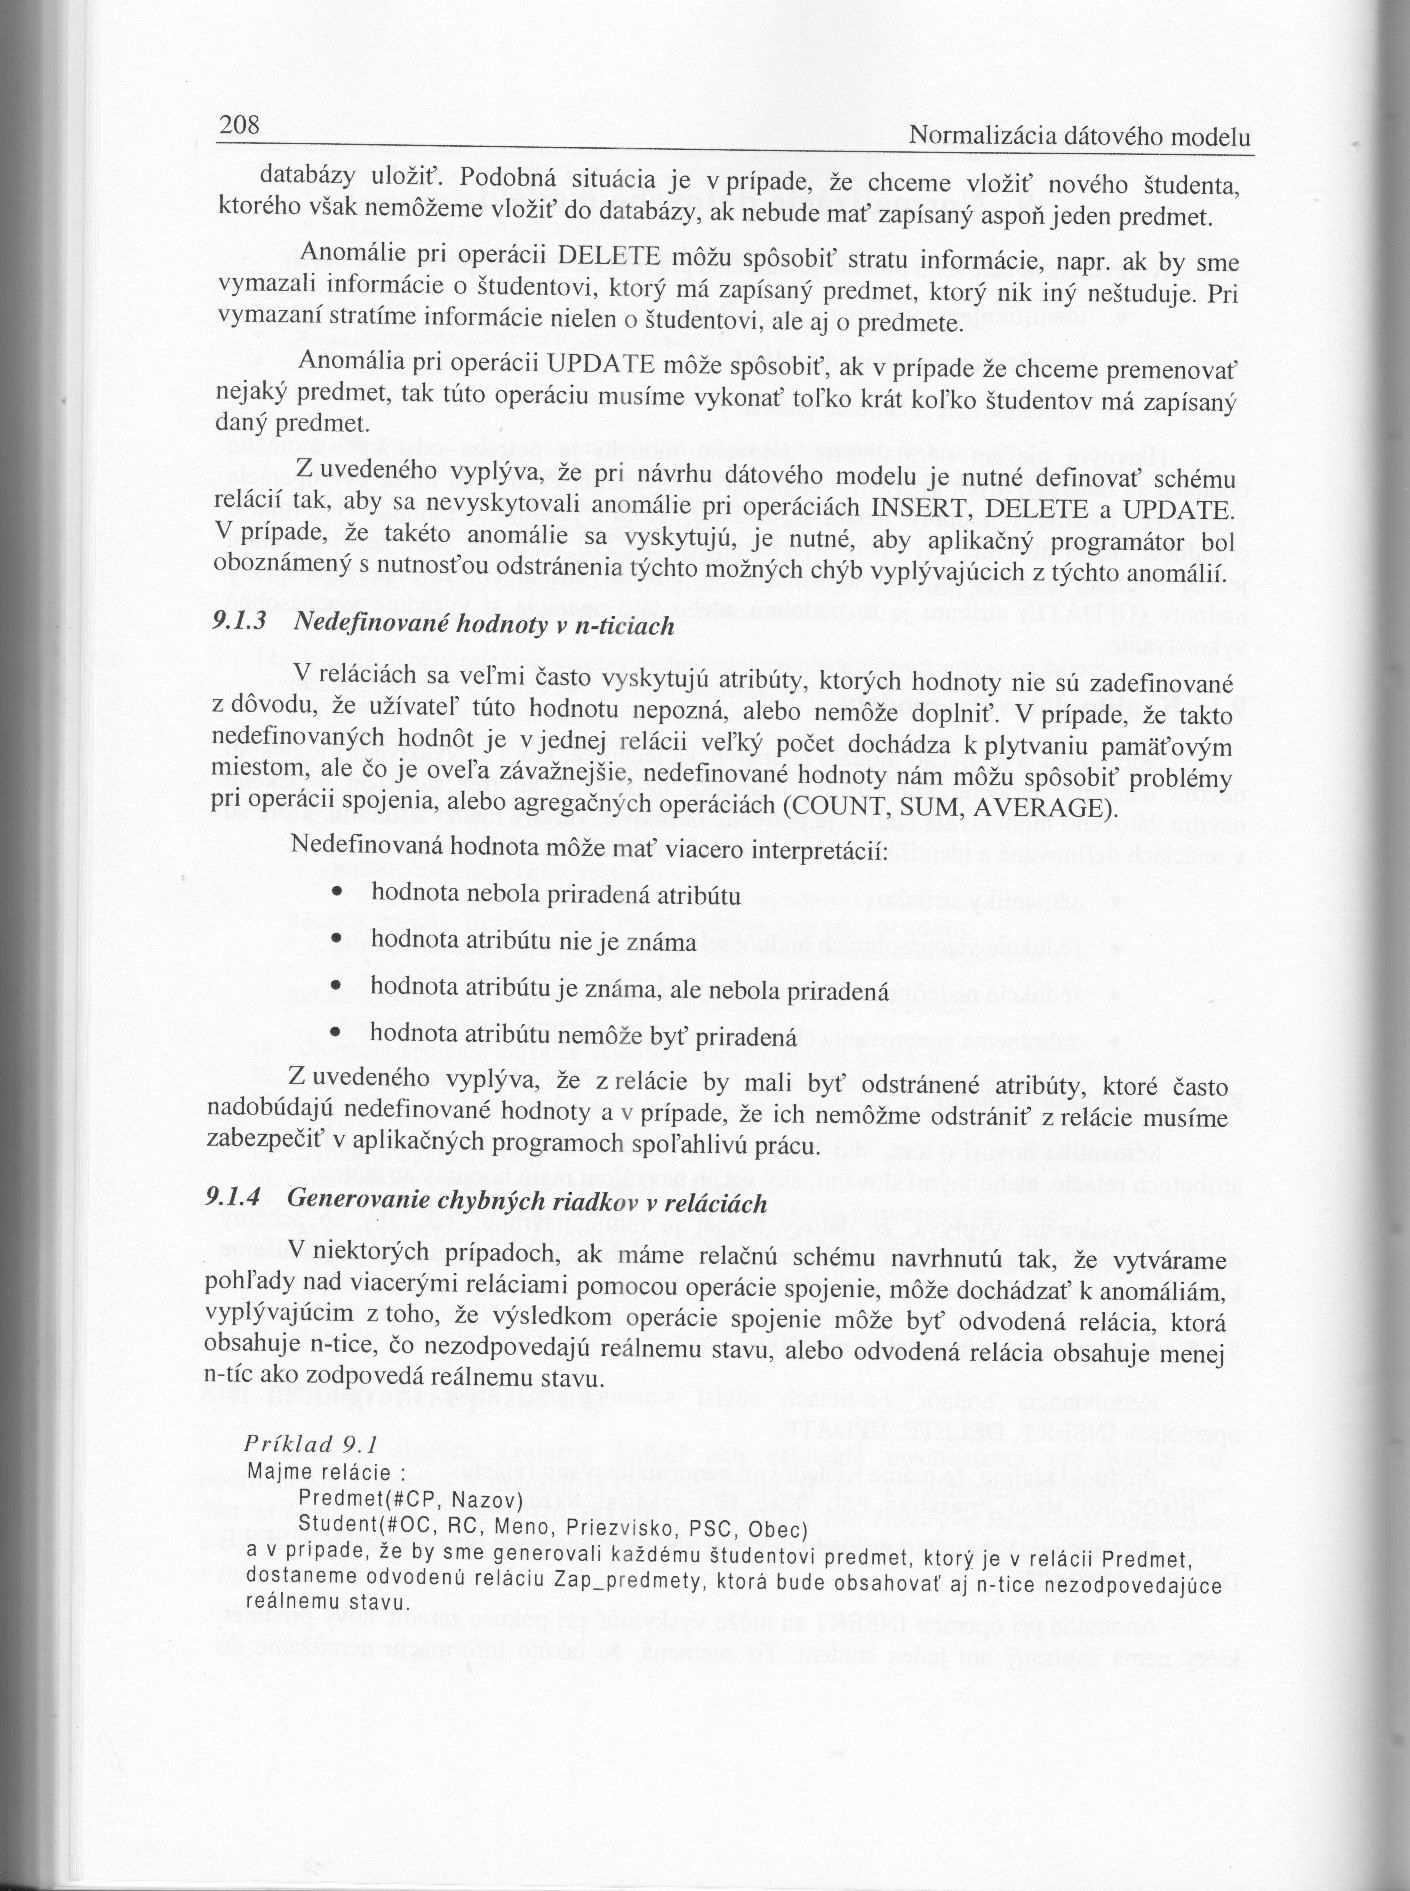 208
Normalizácia dátového modelu
databázy uložiť. Podobná situácia je v prípade, že chceme vložiť nového študenta,
ktorého však nemôžeme vložiť do databázy, ak nebude mať zapísaný aspoň jeden predmet.
Anomálie pri operácii DELETE môžu spôsobiť stratu informácie, napr. ak by sme
vymazali informácie o študentovi, ktorý má zapísaný predmet, ktorý nik iný neštuduje. Pri
vymazaní stratíme informácie nielen o študentovi, ale aj o predmete.
Anomália pri operácii UPDATE môže spôsobiť, ak v prípade že chceme premenovať
nejaký predmet, tak túto operáciu musíme vykonať toľko krát koľko študentov má zapísaný
daný predmet.
Z uvedeného vyplýva, že pri návrhu dátového modelu je nutné definovať schému
relácií tak, aby sa nevyskytovali anomálie pri operáciách INSERT, DELETE a UPDATE.
V prípade, že takéto anomálie sa vyskytujú, je nutné, aby aplikačný programátor bol
oboznámený s nutnosťou odstránenia týchto možných chýb vyplývajúcich z týchto anomálií.
9.1.3 Nedefinované hodnoty v n-ticiach
V reláciách sa veľmi často vyskytujú atribúty, ktorých hodnoty nie sú zadefinované
z dôvodu, že užívateľ túto hodnotu nepozná, alebo nemôže doplniť. V prípade, že takto
nedefinovaných hodnôt je v jednej relácii veľký počet dochádza k plytvaniu pamäťovým
miestom, ale čo je oveľa závažnejšie, nedefinované hodnoty nám môžu spôsobiť problémy
pri operácii spojenia, alebo agregačných operáciách (COUNT, SUM, AVERAGE).
Nedefinovaná hodnota môže mať viacero interpretácií:
• hodnota nebola priradená atribútu
• hodnota atribútu nie je známa
• hodnota atribútu je známa, ale nebola priradená
• hodnota atribútu nemôže byť priradená
Z uvedeného vyplýva, že z relácie by mali byť odstránené atribúty, ktoré často
nadobúdajú nedefinované hodnoty a v prípade, že ich nemôžme odstrániť z relácie musíme
zabezpečiť v aplikačných programoch spoľahlivú prácu.
9.1.4 Generovanie chybných riadkov v reláciách
V niektorých prípadoch, ak máme relačnú schému navrhnutú tak, že vytvárame
pohľady nad viacerými reláciami pomocou operácie spojenie, môže dochádzať k anomáliám,
vyplývajúcim z toho, že výsledkom operácie spojenie môže byť odvodená relácia, ktorá
obsahuje n-tice, čo nezodpovedajú reálnemu stavu, alebo odvodená relácia obsahuje menej
n-tíc ako zodpovedá reálnemu stavu.
Príklad 9.1
Majme relácie :
Predmet(#CP, Nazov)
Student(#OC, RC, Meno, Priezvisko, PSC, Obec)
a v pripade, že by sme generovali každému študentovi predmet, ktorý je v relácii Predmet,
dostaneme odvodenú reláciu Zap_predmety, ktorá bude obsahovať aj n-tice nezodpovedajúce
reálnemu stavu.